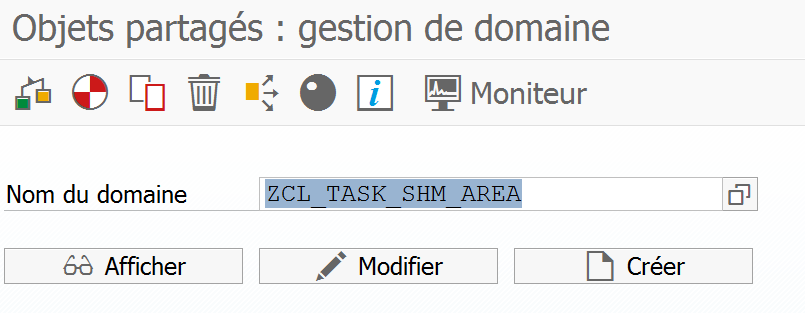 Objets partagés : gestion de domaine
i Moniteur
Nom du domaine ZCL_TASK_SHM_AREA
Afficher Modifier Créer